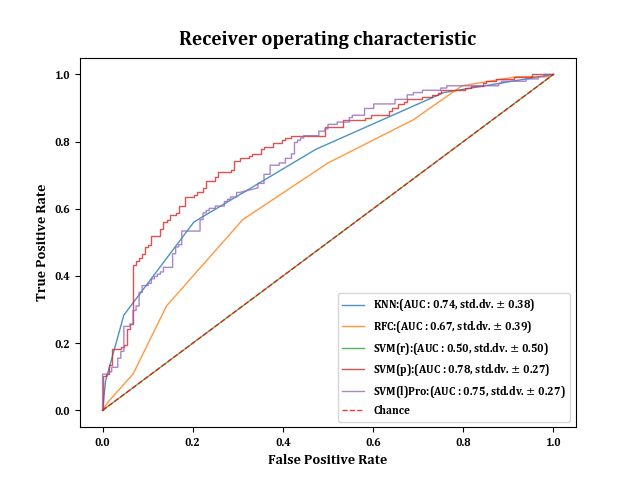 Receiver operating characteristic
True Positive Rate
1.0
0.8
0.6
0.4
0.2
0.0
KNN:(AUC : 0.74, std.dv. ± 0.38)
RFC:(AUC : 0.67, std.dv. ± 0.39)
SVM(r):(AUC : 0.50, std.dv. ± 0.50)
SVM(p):(AUC : 0.78, std.dv. ± 0.27)
SVM(l)Pro:(AUC : 0.75, std.dv. ± 0.27)
Chance
0.0 0.2 0.4 0.6 0.8 1.0
False Positive Rate